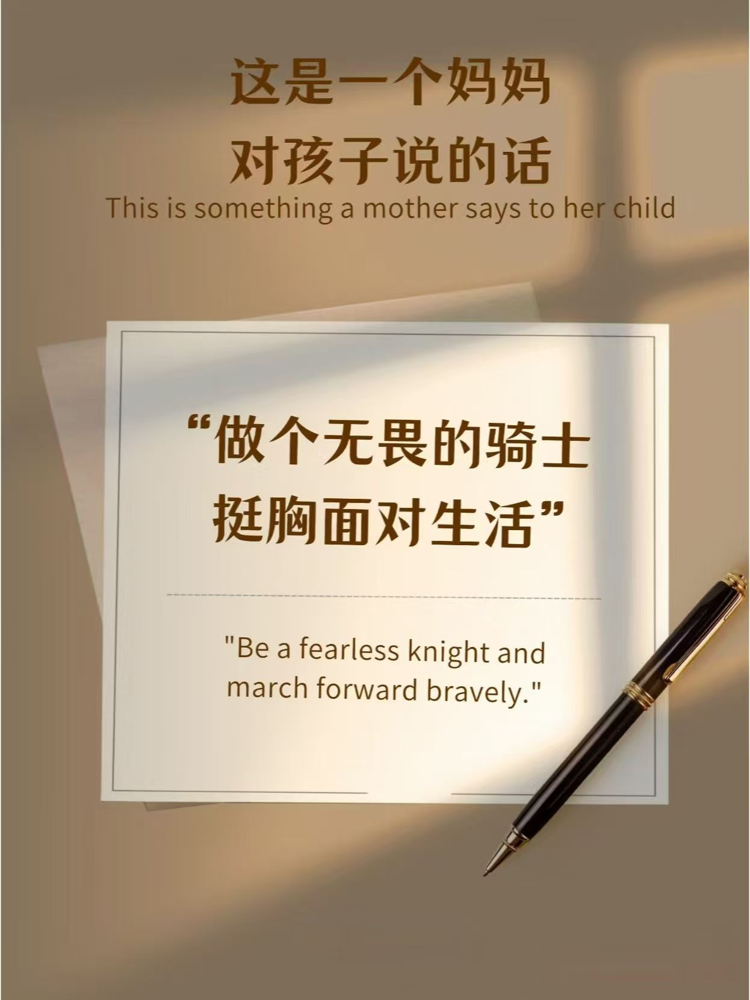 这是一个妈妈
对孩子说的话
This is something a mother says to her child
“做个无畏的骑士
挺胸面对生活”
"Be a fearless knight and
march forward bravely."